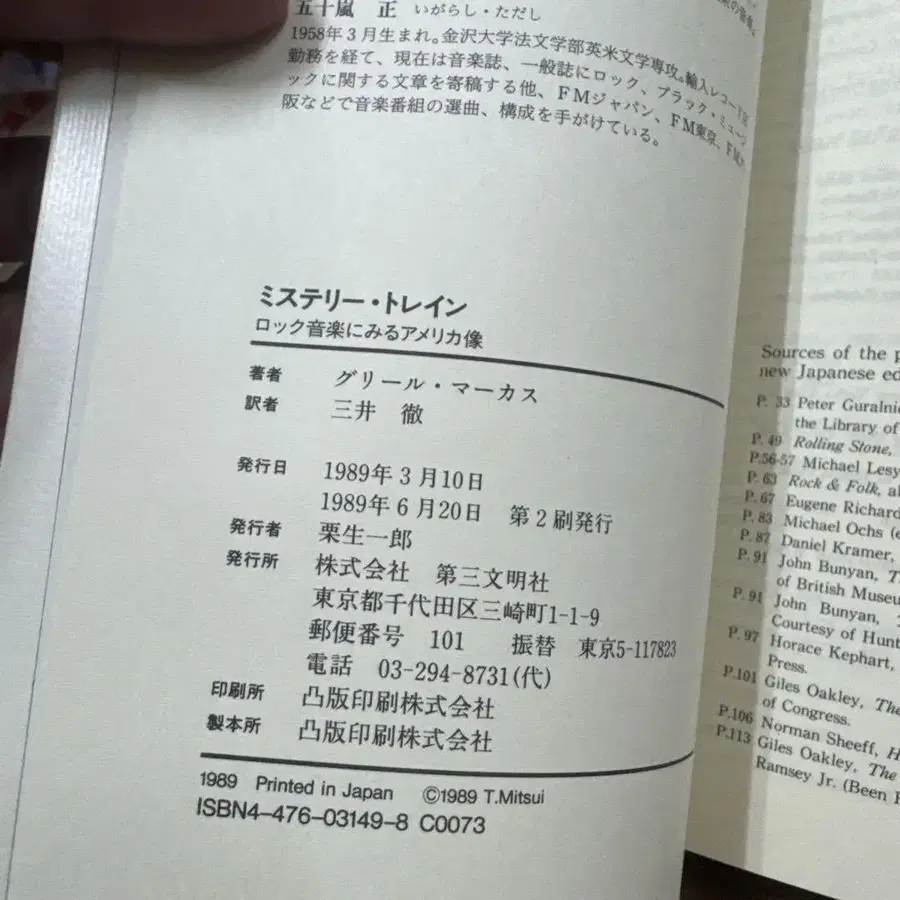 五十嵐 正 いがらし・ただし
1958年3月生まれ。金沢大学法文学部英米文学専攻。輸入レコード
勤務を経て、現在は音楽誌、一般誌にロック、ブラック・ミュージ
ックに関する文章を寄稿する他、FMジャパン、FM東京、FM
阪などで音楽番組の選曲、構成を手がけている。
ミステリー・トレイン
ロック音楽にみるアメリカ像
著者 グリール・マーカス
訳者 三井 徹
発行日 1989年3月10日
1989年6月20日 第2刷発行
発行者 栗生一郎
発行所 株式会社 第三文明社
東京都千代田区三崎町1-1-9
郵便番号 101 振替 東京5-117823
電話 03-294-8731(代)
印刷所 凸版印刷株式会社
製本所 凸版印刷株式会社
1989 Printed in Japan ©1989 T.Mitsui
ISBN4-476-03149-8 C0073
Sources of the
new Japanese
P. 33 Peter Guralni
the Library of
P. 49 Rolling Stone,
P.56-57 Michael Lesy
P. 63 Rock & Folk,
P. 67 Eugene Richard
P. 83 Michael Ochs
P. 87 Daniel Kramer,
P. 91 John Bunyan,
of British Museu
P. 91 John Bunyan,
Courtesy of Hunt
P. 97 Horace Kephart,
Press.
P.101 Giles Oakley, The
of Congress.
P.106 Norman Sheeff, H
P.113 Giles Oakley, The
Ramsey Jr. (Been